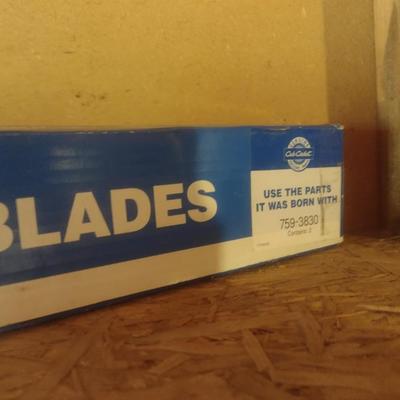 BLADES
Cub Cadet
USE THE PARTS
IT WAS BORN WITH
759-3830
Contains: 2